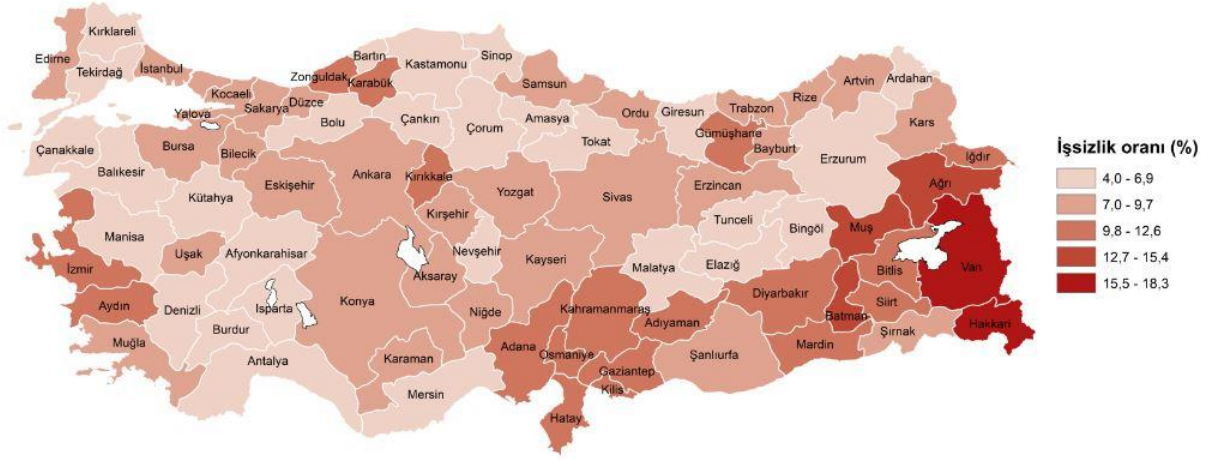 Kırklareli
Edirne
Tekirdağ
İstanbul
Kocaeli
Yalova
Sakarya
Düzce
Zonguldak
Bartın
Karabük
Kastamonu
Sinop
Samsun
Bolu
Çankırı
Çorum
Amasya
Tokat
Ordu
Giresun
Trabzon
Rize
Artvin
Ardahan
Gümüşhane
Bayburt
Kars
Erzurum
Iğdır
Ağrı
Çanakkale
Balıkesir
Bursa
Bilecik
Kütahya
Eskişehir
Ankara
Kırıkkale
Kırşehir
Yozgat
Sivas
Erzincan
Tunceli
Bingöl
Muş
Manisa
Uşak
Afyonkarahisar
Nevşehir
Aksaray
Kayseri
Malatya
Elazığ
Bitlis
Van
İzmir
Aydın
Denizli
Isparta
Burdur
Konya
Niğde
Kahramanmaraş
Adıyaman
Diyarbakır
Batman
Siirt
Şırnak
Hakkari
Muğla
Antalya
Karaman
Mersin
Adana
Osmaniye
Gaziantep
Kilis
Hatay
Şanlıurfa
Mardin
İşsizlik oranı (%)
4,0 - 6,9
7,0 - 9,7
9,8 - 12,6
12,7 - 15,4
15,5 - 18,3